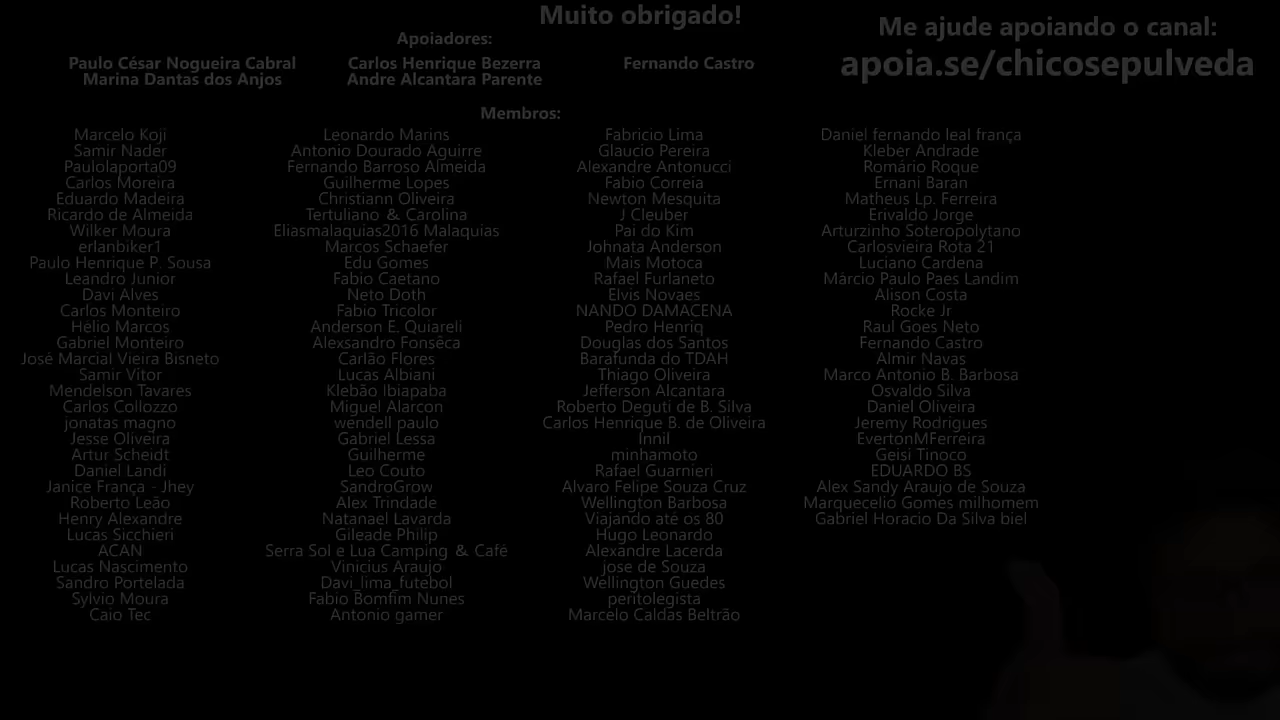 Muito obrigado!
Apoiadores:
Paulo César Nogueira Cabral
Marina Dantas dos Anjos
Carlos Henrique Bezerra
Andre Alcantara Parente
Fernando Castro
Me ajude apoiando o canal:
apoia.se/chicosepulveda
Membros:
Marcelo Koji
Samir Nader
Paulolaporta09
Carlos Moreira
Eduardo Madeira
Ricardo de Almeida
Wilker Moura
erlanbiker1
Paulo Henrique P. Sousa
Leandro Junior
Davi Alves
Carlos Monteiro
Hélio Marcos
Gabriel Monteiro
José Marcial Vieira Bisneto
Samir Vitor
Mendelson Tavares
Carlos Collozzo
jonatas magno
Jesse Oliveira
Artur Scheidt
Daniel Landi
Janice França - Jhey
Roberto Leão
Henry Alexandre
Lucas Sicchieri
ACAN
Lucas Nascimento
Sandro Portelada
Sylvio Moura
Caio Tec
Leonardo Marins
Antonio Dourado Aguirre
Fernando Barroso Almeida
Guilherme Lopes
Christiann Oliveira
Tertuliano & Carolina
Eliasmalaquias2016 Malaquias
Marcos Schaefer
Edu Gomes
Fabio Caetano
Neto Doth
Fabio Tricolor
Anderson E. Quiareli
Alexsandro Fonsêca
Carlão Flores
Lucas Albiani
Klebão Ibiapaba
Miguel Alarcon
wendell paulo
Gabriel Lessa
Guilherme
Leo Couto
SandroGrow
Alex Trindade
Natanael Lavarda
Gileade Philip
Serra Sol e Lua Camping & Café
Vinicius Araujo
Davi_lima_futebol
Fabio Bomfim Nunes
Antonio gamer
Fabricio Lima
Glaucio Pereira
Alexandre Antonucci
Fabio Correia
Newton Mesquita
J Cleuber
Pai do Kim
Johnata Anderson
Mais Motoca
Rafael Furlaneto
Elvis Novaes
NANDO DAMACENA
Pedro Henriq
Douglas dos Santos
Barafunda do TDAH
Thiago Oliveira
Jefferson Alcantara
Roberto Deguti de B. Silva
Carlos Henrique B. de Oliveira
Innil
minhamoto
Rafael Guarnieri
Alvaro Felipe Souza Cruz
Wellington Barbosa
Viajando até os 80
Hugo Leonardo
Alexandre Lacerda
jose de Souza
Wellington Guedes
peritolegista
Marcelo Caldas Beltrão
Daniel fernando leal frança
Kleber Andrade
Romário Roque
Ernani Baran
Matheus Lp. Ferreira
Erivaldo Jorge
Arturzinho Soteropolytano
Carlosvieira Rota 21
Luciano Cardena
Márcio Paulo Paes Landim
Alison Costa
Rocke Jr
Raul Goes Neto
Fernando Castro
Almir Navas
Marco Antonio B. Barbosa
Osvaldo Silva
Daniel Oliveira
Jeremy Rodrigues
EvertonMFerreira
Geisi Tinoco
EDUARDO BS
Alex Sandy Araujo de Souza
Marquecelio Gomes milhomem
Gabriel Horacio Da Silva biel